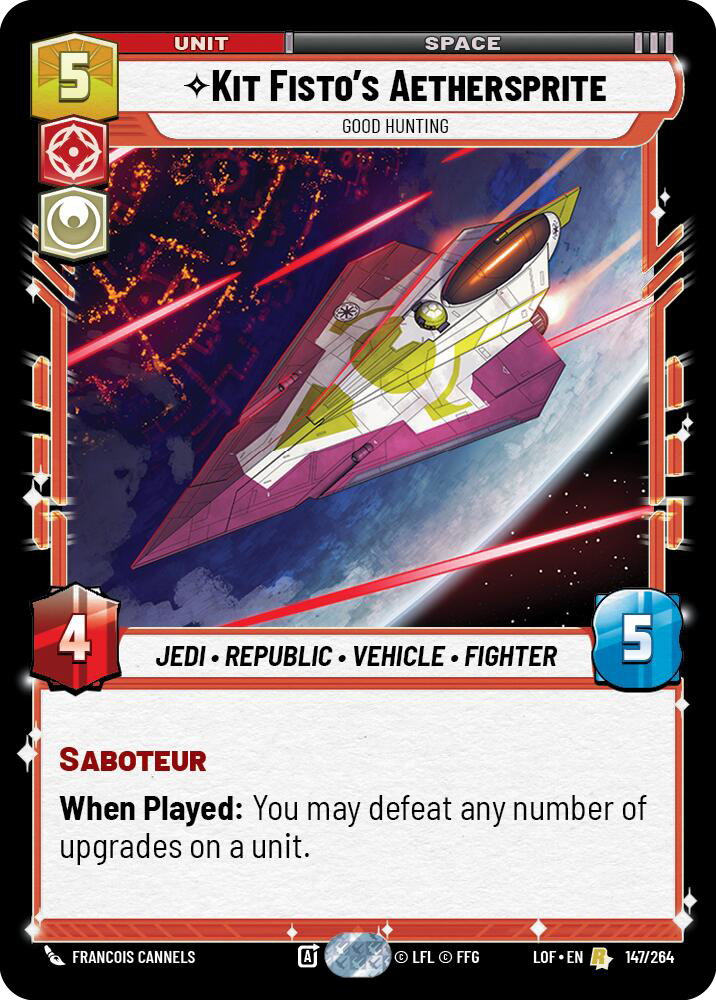 UNIT
SPACE
5
✧KIT FISTO'S AETHERSPRITE
GOOD HUNTING
4
JEDI • REPUBLIC • VEHICLE • FIGHTER
5
SABOTEUR
When Played: You may defeat any number of
upgrades on a unit.
FRANCOIS CANNELS
A
© LFL © FFG
LOF • EN
R
147/264